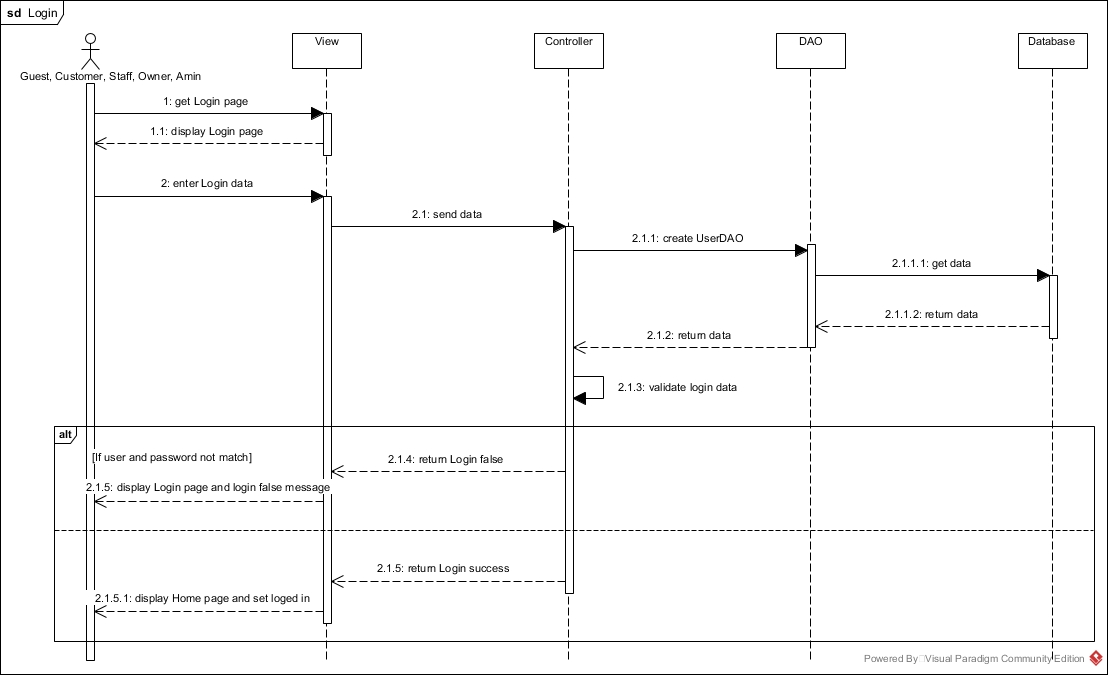 sd Login
View
Controller
DAO
Database
Guest, Customer, Staff, Owner, Amin
1: get Login page
1.1: display Login page
2: enter Login data
2.1: send data
2.1.1: create UserDAO
2.1.1.1: get data
2.1.1.2: return data
2.1.2: return data
2.1.3: validate login data
alt
[If user and password not match]
2.1.4: return Login false
2.1.5: display Login page and login false message
2.1.5: return Login success
2.1.5.1: display Home page and set loged in
Powered By Visual Paradigm Community Edition